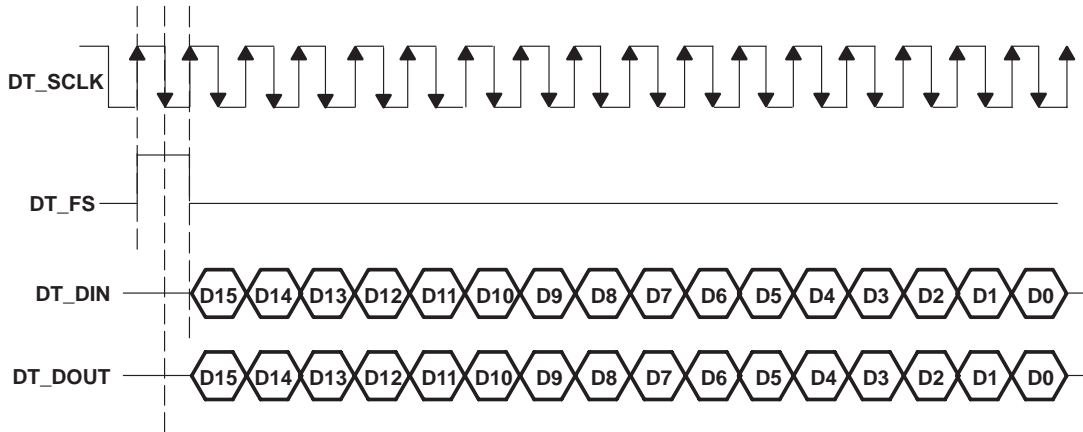 DT_SCLK
DT_FS
DT_DIN D15 D14 D13 D12 D11 D10 D9 D8 D7 D6 D5 D4 D3 D2 D1 D0
DT_DOUT D15 D14 D13 D12 D11 D10 D9 D8 D7 D6 D5 D4 D3 D2 D1 D0